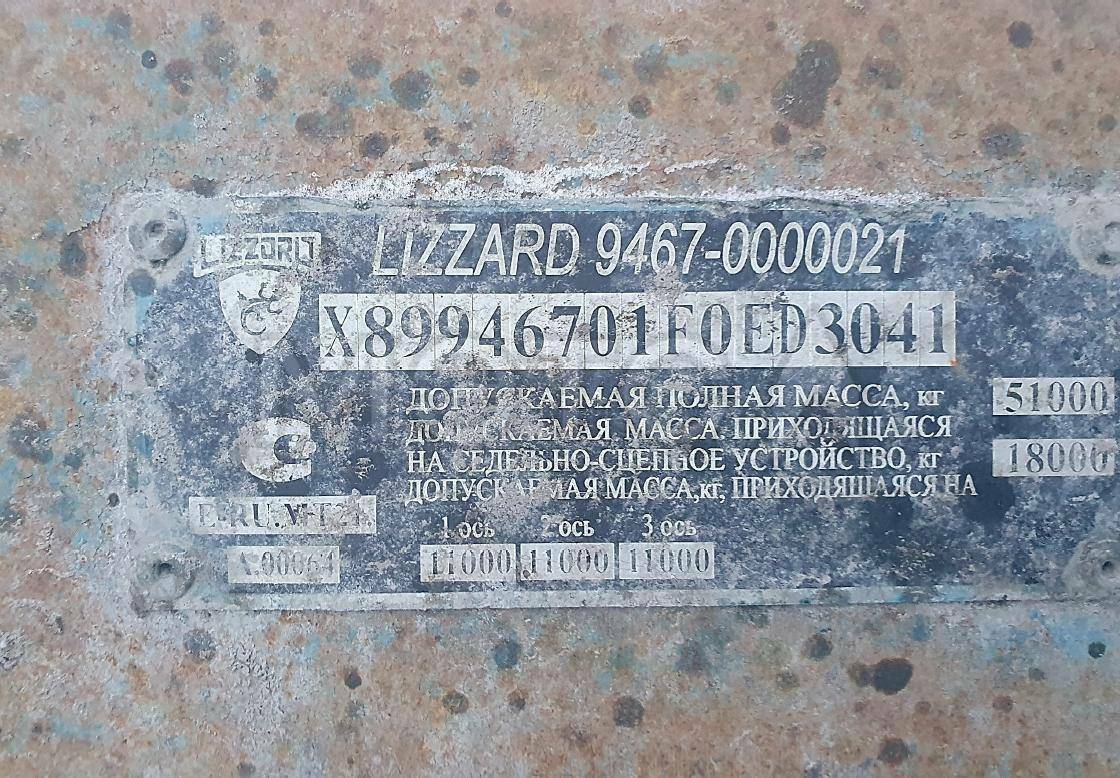 LIZZARD 9467-0000021
X89946701F0ED3041
ДОПУСКАЕМАЯ ПОЛНАЯ МАССА, кг 51000
ДОПУСКАЕМАЯ МАССА, ПРИХОДЯЩАЯСЯ
НА СЕДЕЛЬНО-СЦЕПНОЕ УСТРОЙСТВО, кг 18000
ДОПУСКАЕМАЯ МАССА,кг, ПРИХОДЯЩАЯСЯ НА
1 ось 2 ось 3 ось
11000 11000 11000